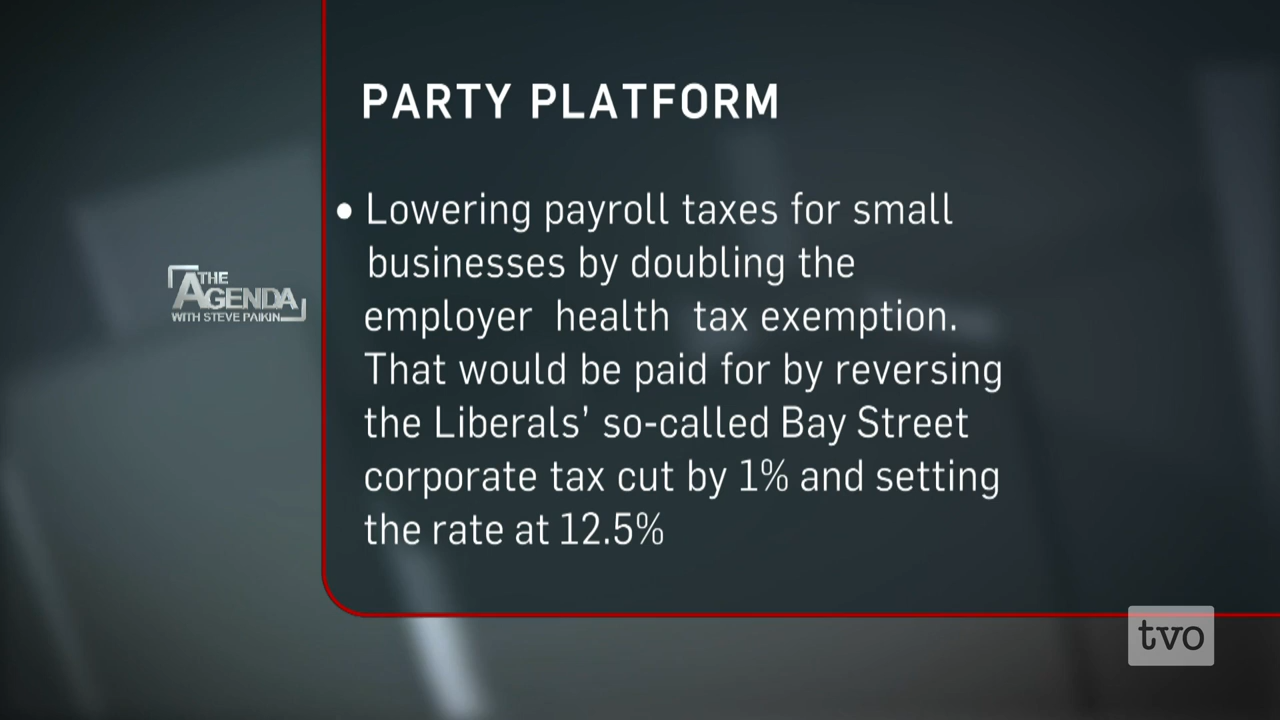 PARTY PLATFORM
• Lowering payroll taxes for small
businesses by doubling the
employer health tax exemption.
That would be paid for by reversing
the Liberals' so-called Bay Street
corporate tax cut by 1% and setting
the rate at 12.5%
THE
AGENDA
WITH STEVE PAIKIN
tvo